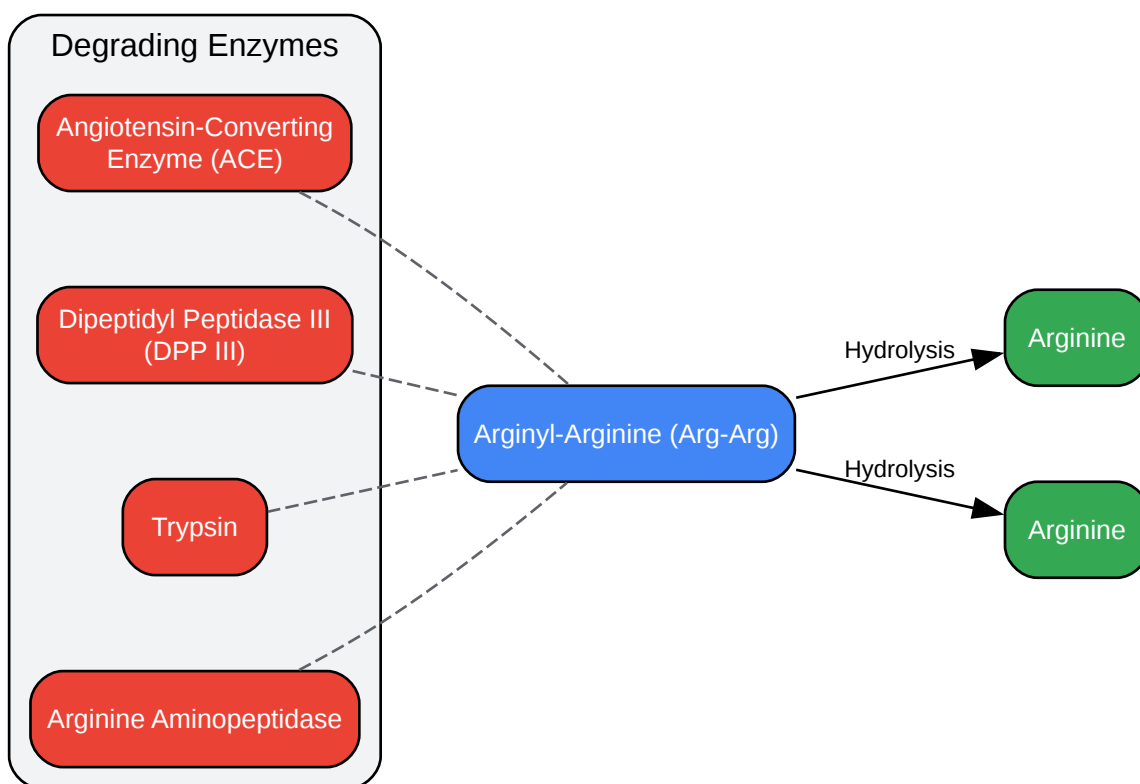 Degrading Enzymes
Angiotensin-Converting
Enzyme (ACE)
Dipeptidyl Peptidase III
(DPP III)
Trypsin
Arginine Aminopeptidase
Arginyl-Arginine (Arg-Arg)
Hydrolysis
Hydrolysis
Arginine
Arginine